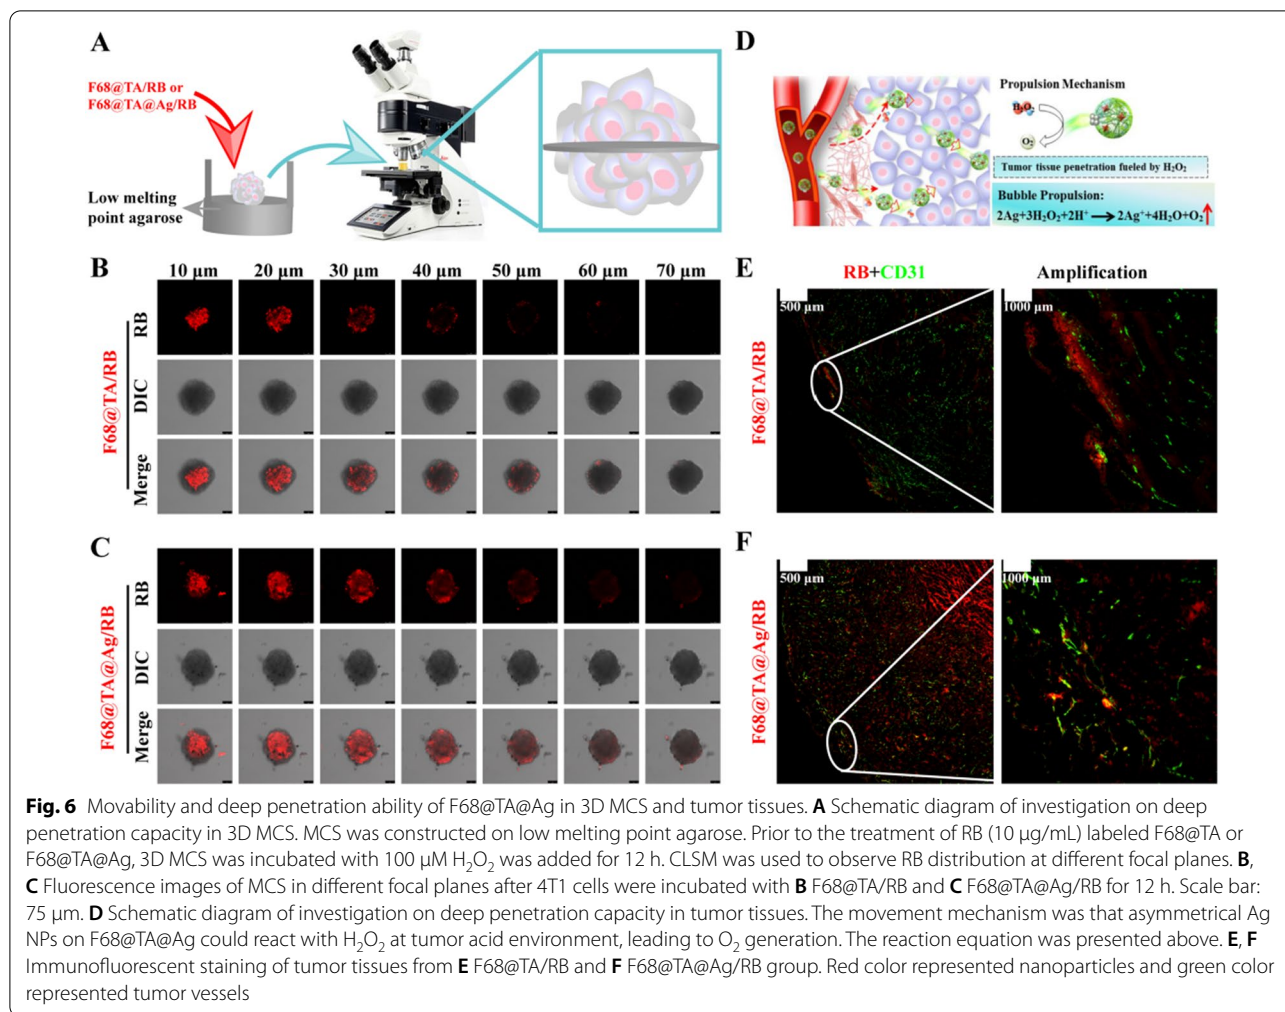 A
F68@TA/RB or
F68@TA@Ag/RB
Low melting
point agarose
D
Propulsion Mechanism
H₂O₂
O₂
Tumor tissue penetration fueled by H₂O₂
Bubble Propulsion:
2Ag+3H₂O₂+2H⁺ → 2Ag⁺+4H₂O+O₂↑
B
10 µm 20 µm 30 µm 40 µm 50 µm 60 µm 70 µm
F68@TA/RB
RB
DIC
Merge
C
F68@TA@Ag/RB
RB
DIC
Merge
E
RB+CD31 Amplification
F68@TA/RB
500 µm
1000 µm
F
F68@TA@Ag/RB
500 µm
1000 µm
Fig. 6 Movability and deep penetration ability of F68@TA@Ag in 3D MCS and tumor tissues. A Schematic diagram of investigation on deep
penetration capacity in 3D MCS. MCS was constructed on low melting point agarose. Prior to the treatment of RB (10 µg/mL) labeled F68@TA or
F68@TA@Ag, 3D MCS was incubated with 100 µM H₂O₂ was added for 12 h. CLSM was used to observe RB distribution at different focal planes. B,
C Fluorescence images of MCS in different focal planes after 4T1 cells were incubated with B F68@TA/RB and C F68@TA@Ag/RB for 12 h. Scale bar:
75 µm. D Schematic diagram of investigation on deep penetration capacity in tumor tissues. The movement mechanism was that asymmetrical Ag
NPs on F68@TA@Ag could react with H₂O₂ at tumor acid environment, leading to O₂ generation. The reaction equation was presented above. E, F
Immunofluorescent staining of tumor tissues from E F68@TA/RB and F F68@TA@Ag/RB group. Red color represented nanoparticles and green color
represented tumor vessels